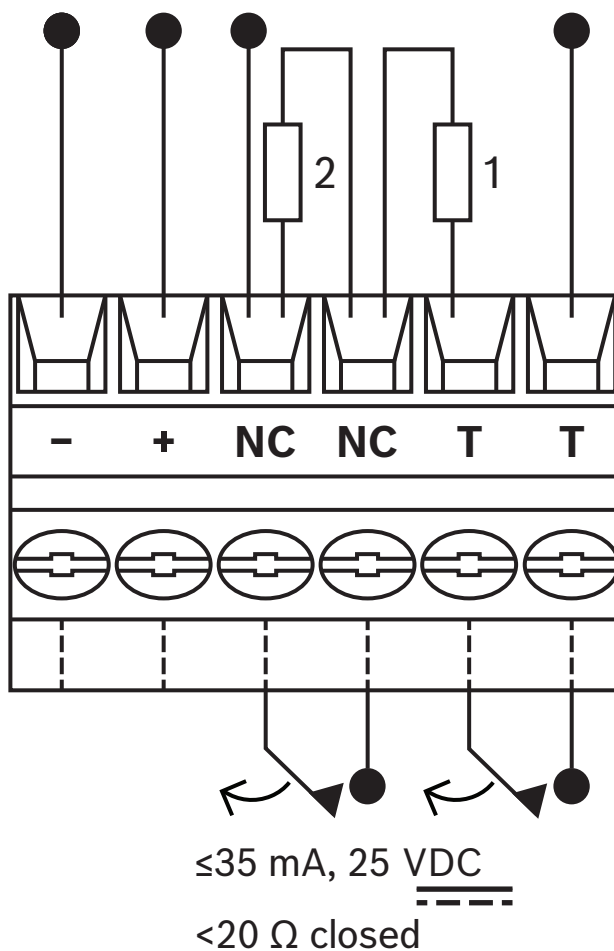 2 1
– + NC NC T T
≤35 mA, 25 VDC
<20 Ω closed